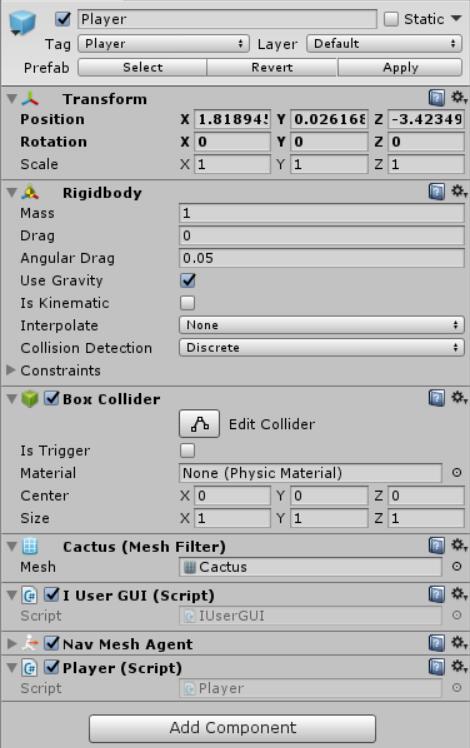 Player Static
Tag Player Layer Default
Prefab Select Revert Apply
Transform
Position X 1.818945 Y 0.026168 Z -3.42349
Rotation X 0 Y 0 Z 0
Scale X 1 Y 1 Z 1
Rigidbody
Mass 1
Drag 0
Angular Drag 0.05
Use Gravity
Is Kinematic
Interpolate None
Collision Detection Discrete
Constraints
Box Collider
Edit Collider
Is Trigger
Material None (Physic Material)
Center X 0 Y 0 Z 0
Size X 1 Y 1 Z 1
Cactus (Mesh Filter)
Mesh Cactus
I User GUI (Script)
Script IUserGUI
Nav Mesh Agent
Player (Script)
Script Player
Add Component